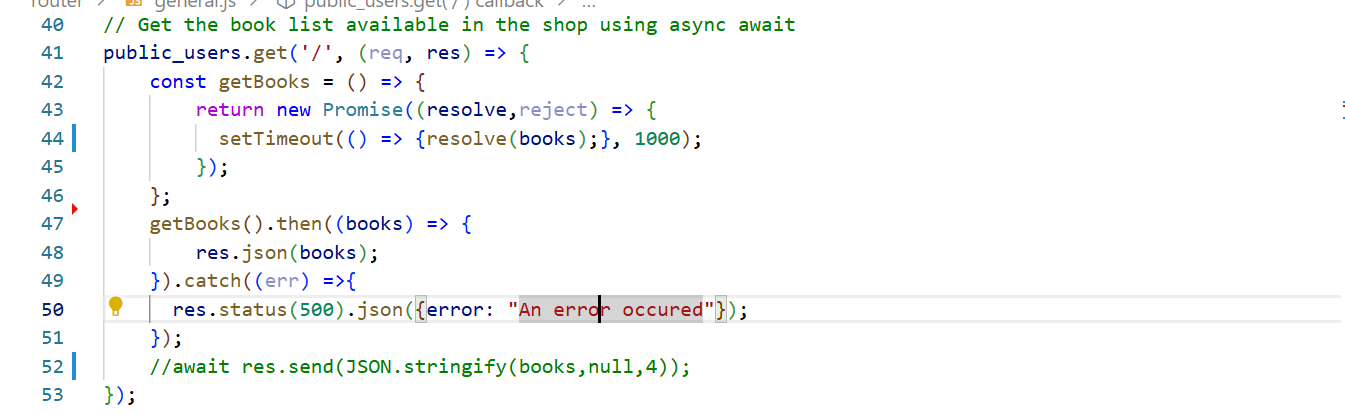 router > JS general.js > public_users.get('/') callback > ...
40 // Get the book list available in the shop using async await
41 public_users.get('/', (req, res) => {
42     const getBooks = () => {
43         return new Promise((resolve,reject) => {
44           setTimeout(() => {resolve(books);}, 1000);
45         });
46     };
47     getBooks().then((books) => {
48         res.json(books);
49     }).catch((err) =>{
50       res.status(500).json({error: "An error occured"});
51     });
52     //await res.send(JSON.stringify(books,null,4));
53 });